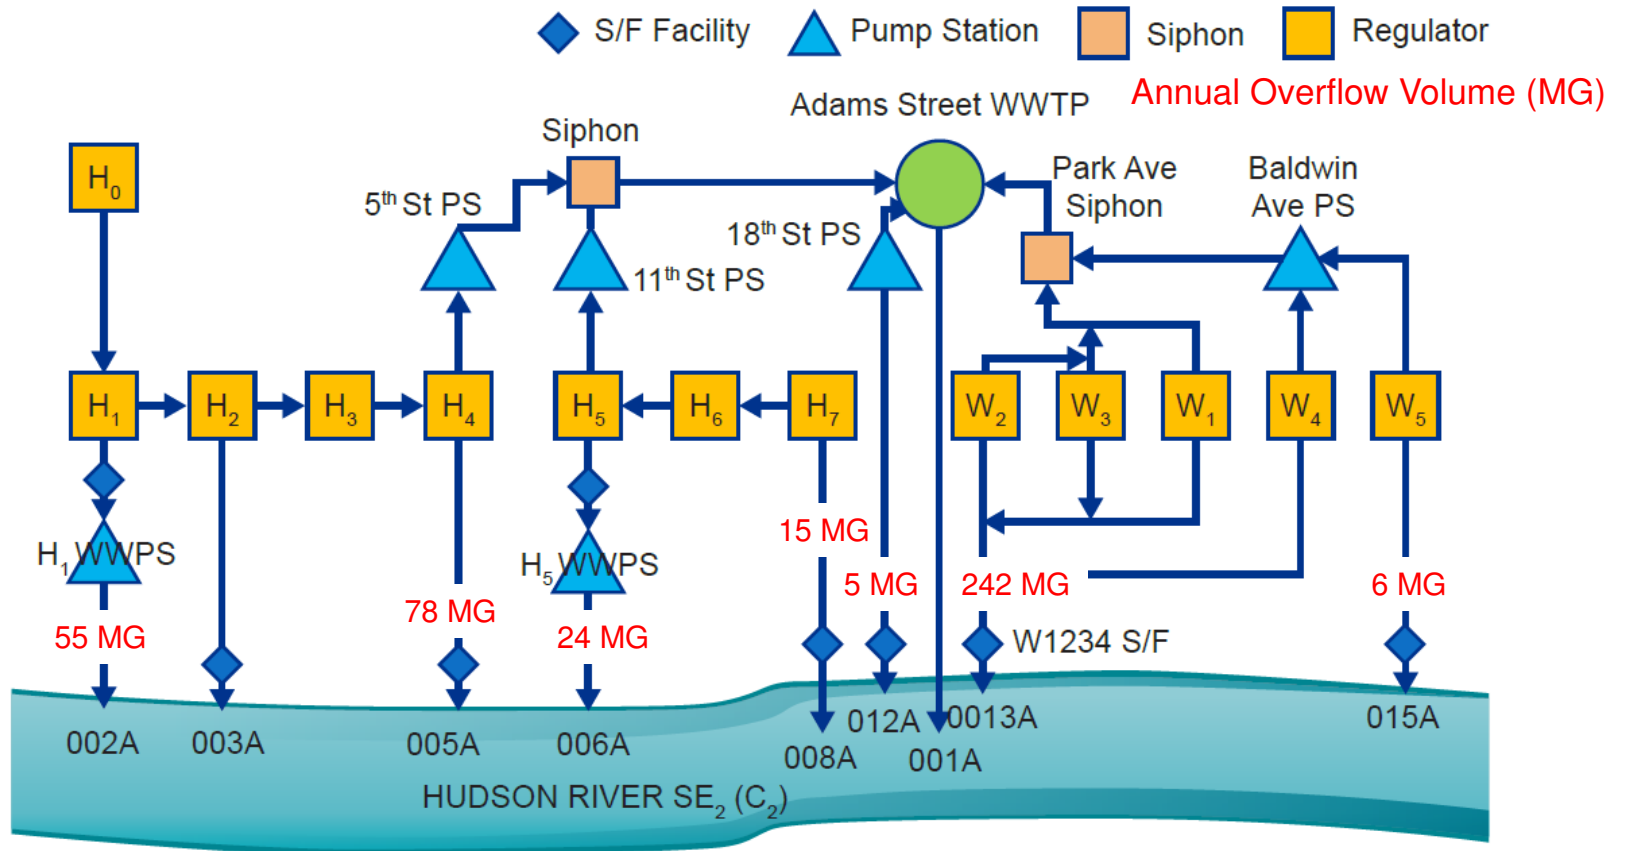 S/F Facility
Pump Station
Siphon
Regulator
Annual Overflow Volume (MG)
Adams Street WWTP
Siphon
Park Ave
Siphon
Baldwin
Ave PS
H0
5th St PS
18th St PS
11th St PS
H1
H2
H3
H4
H5
H6
H7
W2
W3
W1
W4
W5
H1 WWPS
H5 WWPS
15 MG
5 MG
242 MG
6 MG
78 MG
55 MG
24 MG
W1234 S/F
002A
003A
005A
006A
008A
012A
001A
0013A
015A
HUDSON RIVER SE2 (C2)